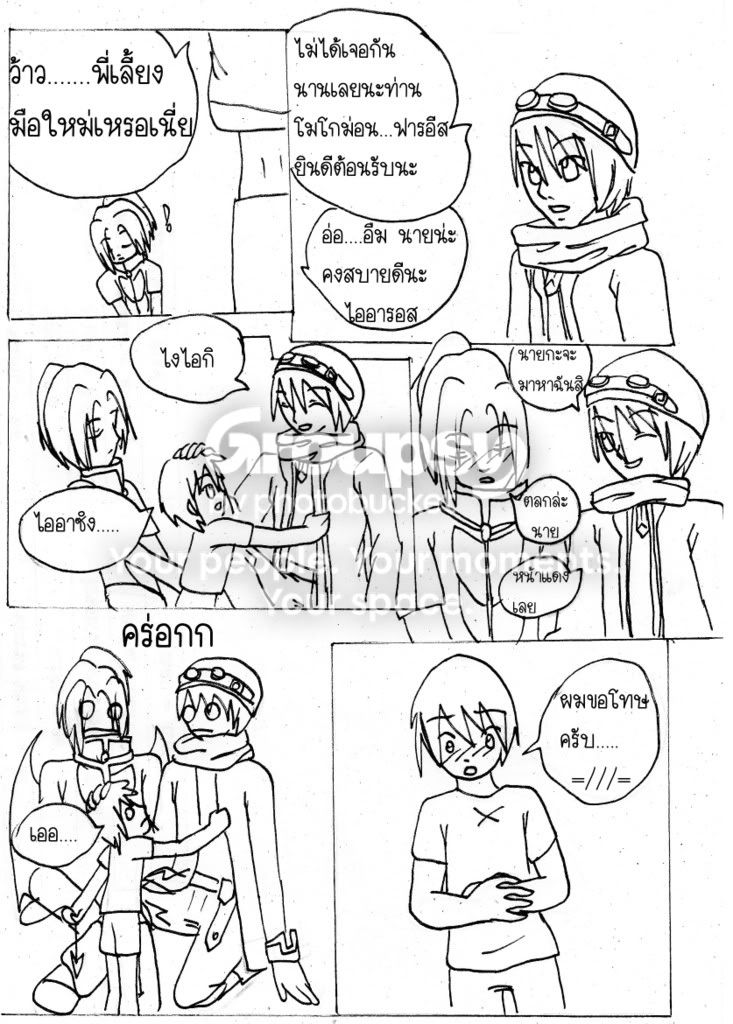 ว้าว.......พี่เลี้ยง
มือใหม่เหรอเนี่ย
!
ไม่ได้เจอกัน
นานเลยนะท่าน
โมโกม่อน...ฟารอีส
ยินดีต้อนรับนะ
อ่อ....อืม นายน่ะ
คงสบายดีนะ
ไออารอส
ไงไอกิ
ไออาชัง.....
นายกะจะ
มาหาฉันสิ
ตลกล่ะ
นาย
หน้าแดง
เลย
Groupsy
by photobucket
Your people. Your moments.
Your space.
คร่อกก
เออ....
ผมขอโทษ
ครับ.....
=///=